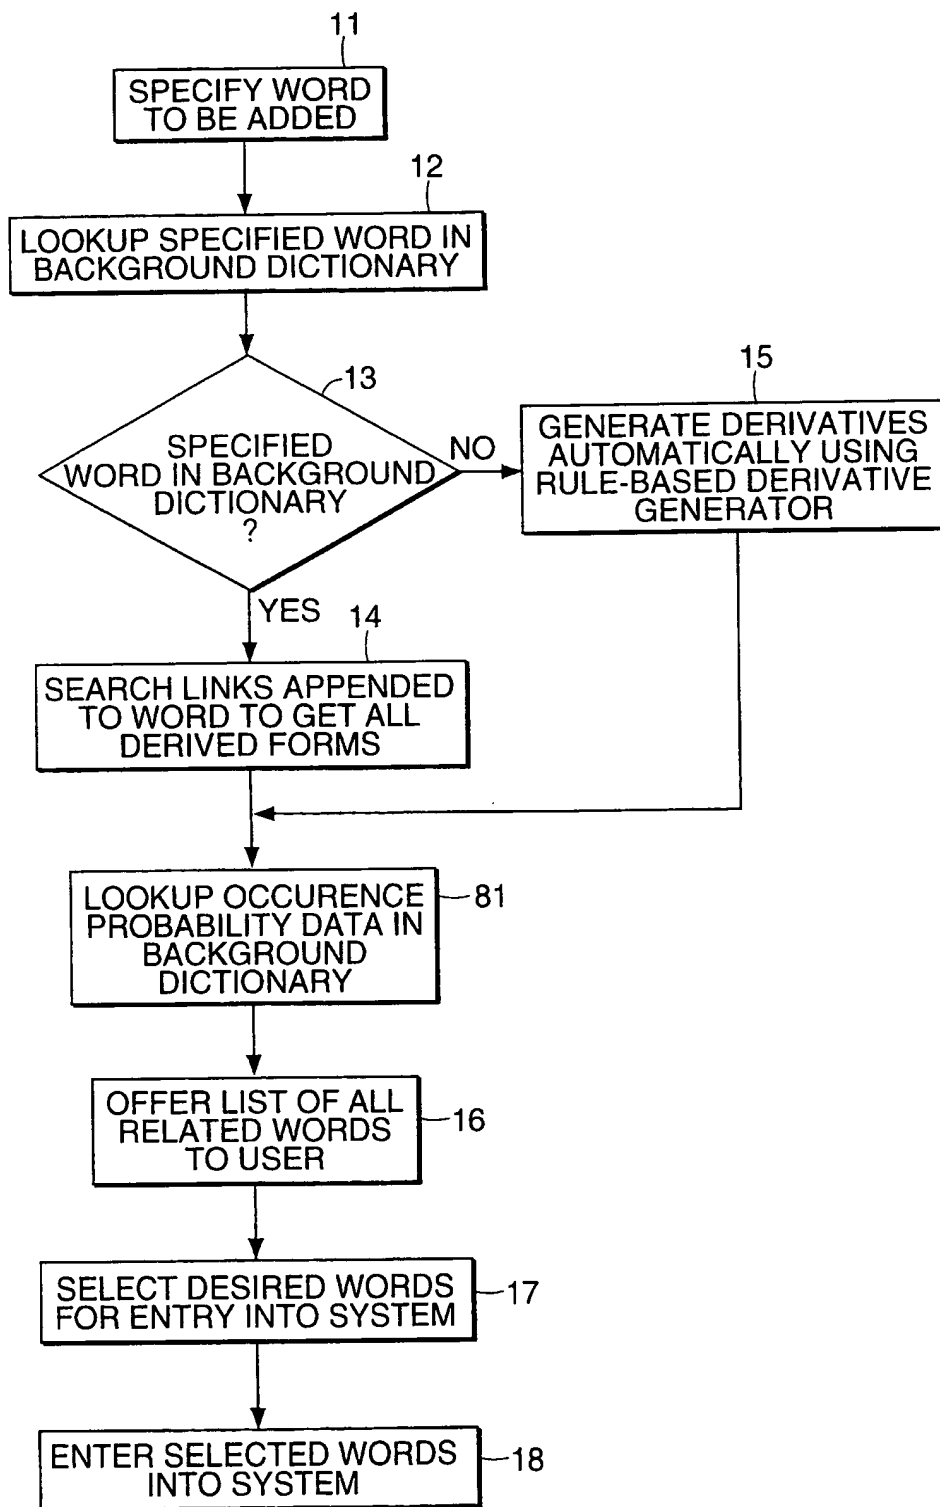 11
SPECIFY WORD
TO BE ADDED
12
LOOKUP SPECIFIED WORD IN
BACKGROUND DICTIONARY
13
SPECIFIED
WORD IN BACKGROUND
DICTIONARY
?
NO
15
GENERATE DERIVATIVES
AUTOMATICALLY USING
RULE-BASED DERIVATIVE
GENERATOR
YES
14
SEARCH LINKS APPENDED
TO WORD TO GET ALL
DERIVED FORMS
LOOKUP OCCURENCE
PROBABILITY DATA IN
BACKGROUND
DICTIONARY
81
OFFER LIST OF ALL
RELATED WORDS
TO USER
16
SELECT DESIRED WORDS
FOR ENTRY INTO SYSTEM
17
ENTER SELECTED WORDS
INTO SYSTEM
18